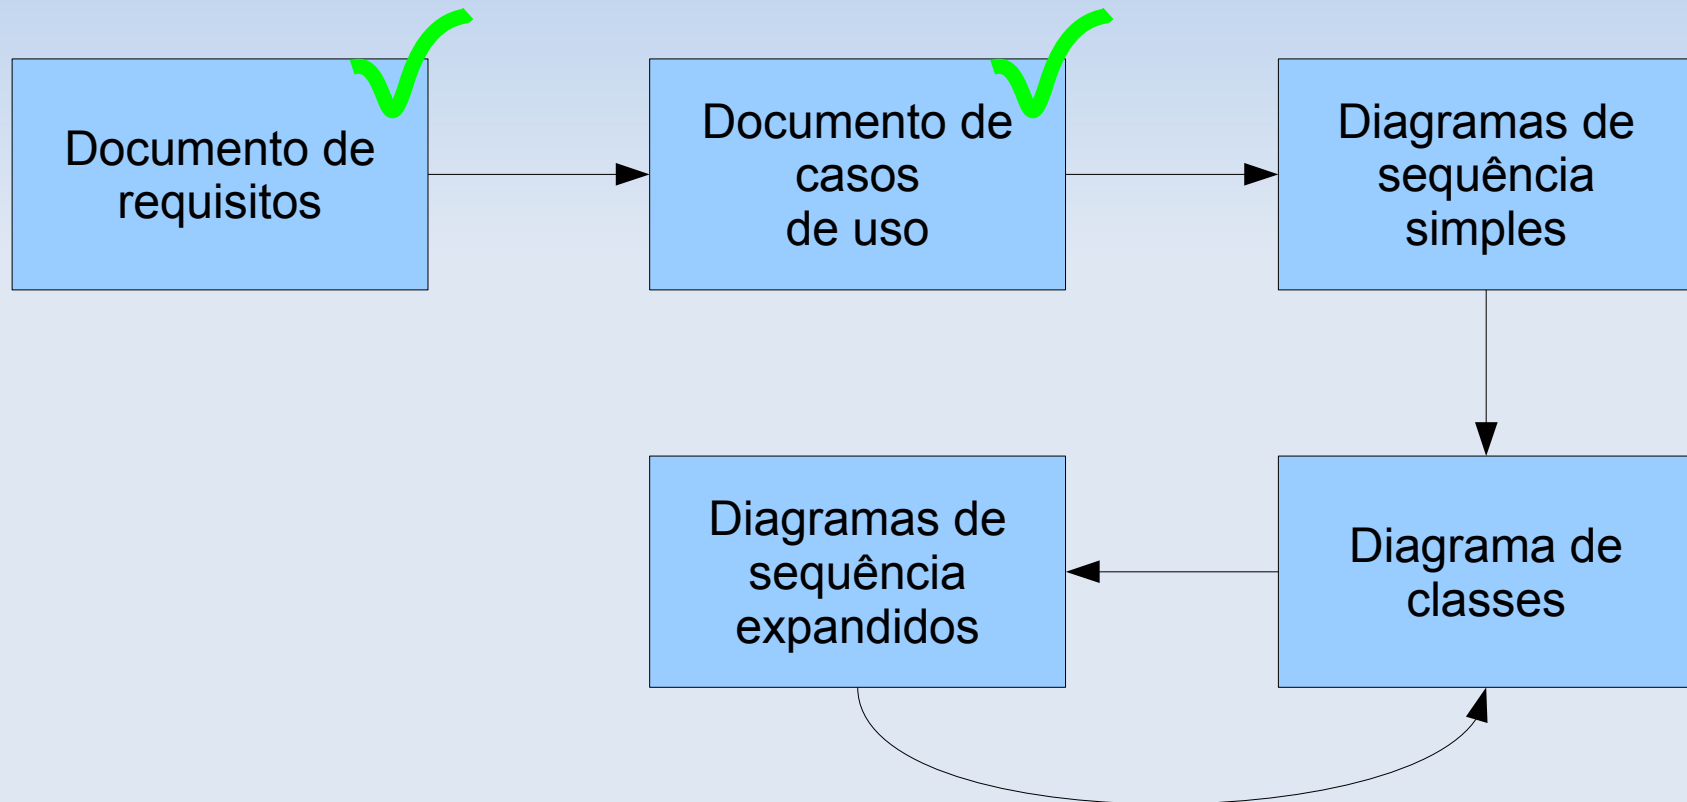 Documento de
requisitos
Documento de
casos
de uso
Diagramas de
sequência
simples
Diagramas de
sequência
expandidos
Diagrama de
classes